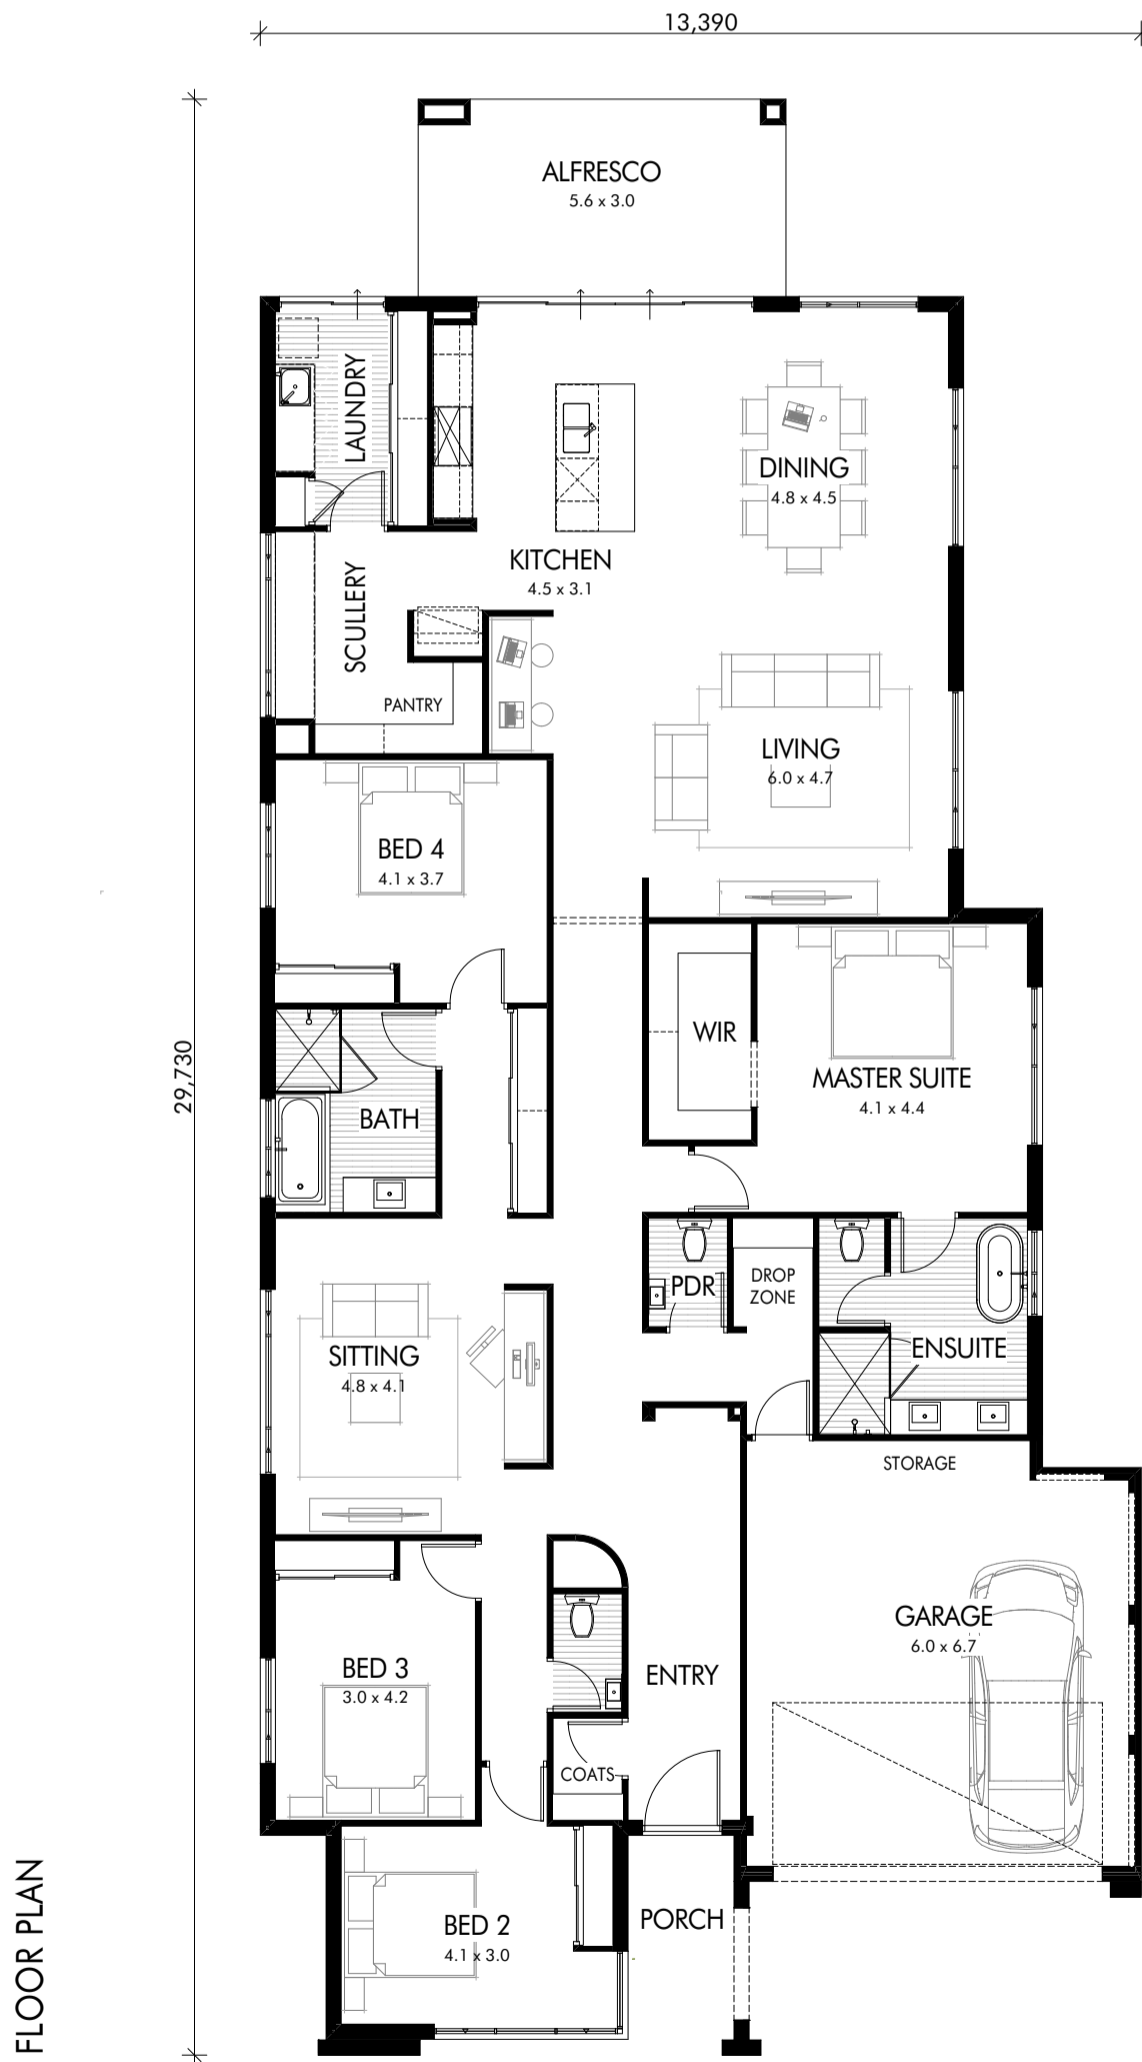 13,390
ALFRESCO
5.6 x 3.0
LAUNDRY
DINING
4.8 x 4.5
KITCHEN
4.5 x 3.1
SCULLERY
PANTRY
LIVING
6.0 x 4.7
BED 4
4.1 x 3.7
29,730
WIR
MASTER SUITE
4.1 x 4.4
BATH
PDR
DROP
ZONE
ENSUITE
SITTING
4.8 x 4.1
STORAGE
GARAGE
6.0 x 6.7
BED 3
3.0 x 4.2
ENTRY
COATS
PORCH
BED 2
4.1 x 3.0
FLOOR PLAN